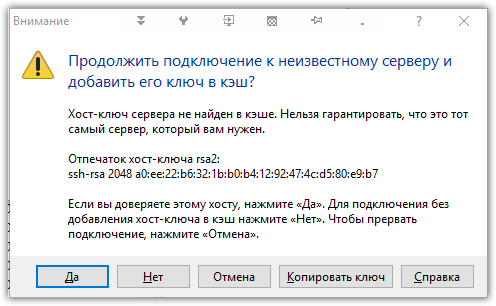 Внимание
Продолжить подключение к неизвестному серверу и
добавить его ключ в кэш?
Хост-ключ сервера не найден в кэше. Нельзя гарантировать, что это тот
самый сервер, который вам нужен.
Отпечаток хост-ключа rsa2:
ssh-rsa 2048 a0:ee:22:b6:32:1b:b0:b4:12:92:47:4c:d5:80:e9:b7
Если вы доверяете этому хосту, нажмите «Да». Для подключения без
добавления хост-ключа в кэш нажмите «Нет». Чтобы прервать
подключение, нажмите «Отмена».
Да Нет Отмена Копировать ключ Справка